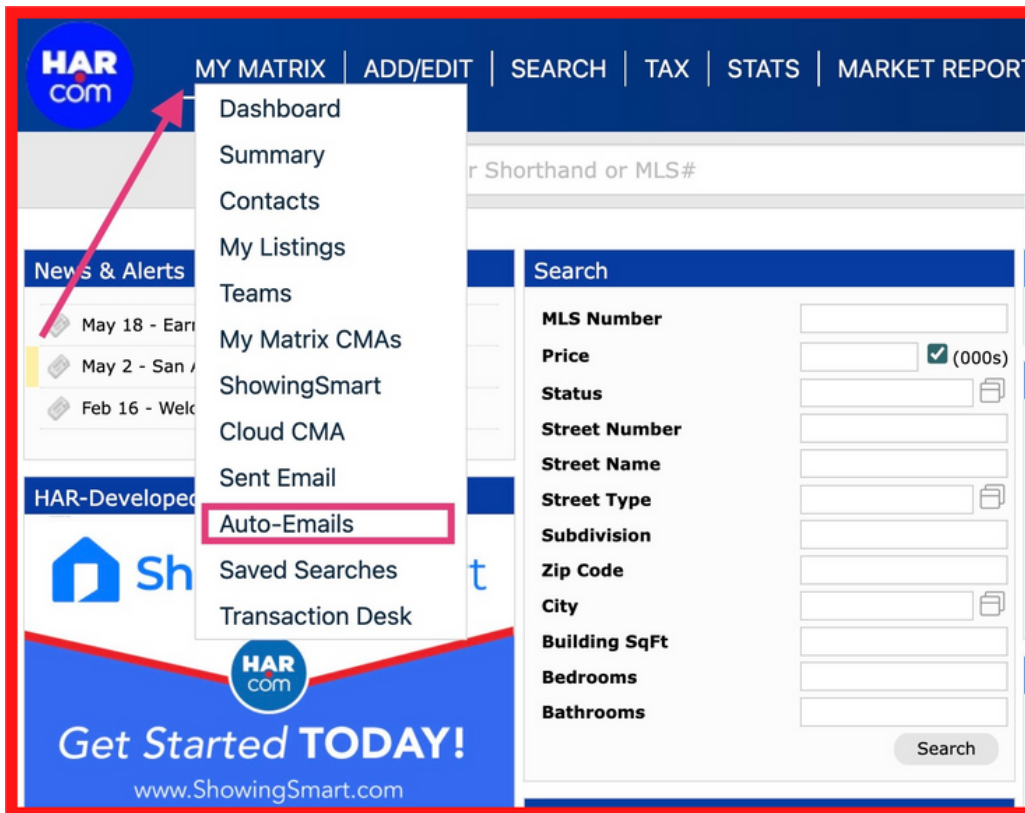 HAR
com
MY MATRIX
ADD/EDIT
SEARCH
TAX
STATS
MARKET REPORT
Dashboard
Summary
Contacts
My Listings
Teams
My Matrix CMAs
ShowingSmart
Cloud CMA
Sent Email
Auto-Emails
Saved Searches
Transaction Desk
r Shorthand or MLS#
News & Alerts
May 18 - Earn
May 2 - San A
Feb 16 - Welc
HAR-Developed
Sh t
HAR
com
Get Started TODAY!
www.ShowingSmart.com
Search
MLS Number
Price
(000s)
Status
Street Number
Street Name
Street Type
Subdivision
Zip Code
City
Building SqFt
Bedrooms
Bathrooms
Search